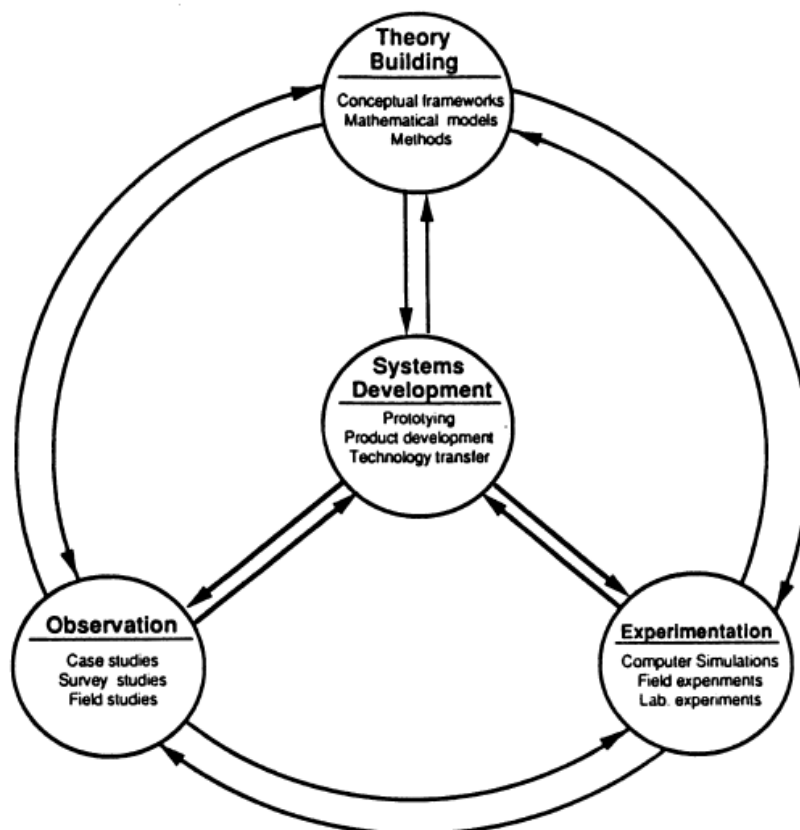 Theory
Building
Conceptual frameworks
Mathematical models
Methods
Systems
Development
Prototying
Product development
Technology transfer
Observation
Case studies
Survey studies
Field studies
Experimentation
Computer Simulations
Field experiments
Lab. experiments